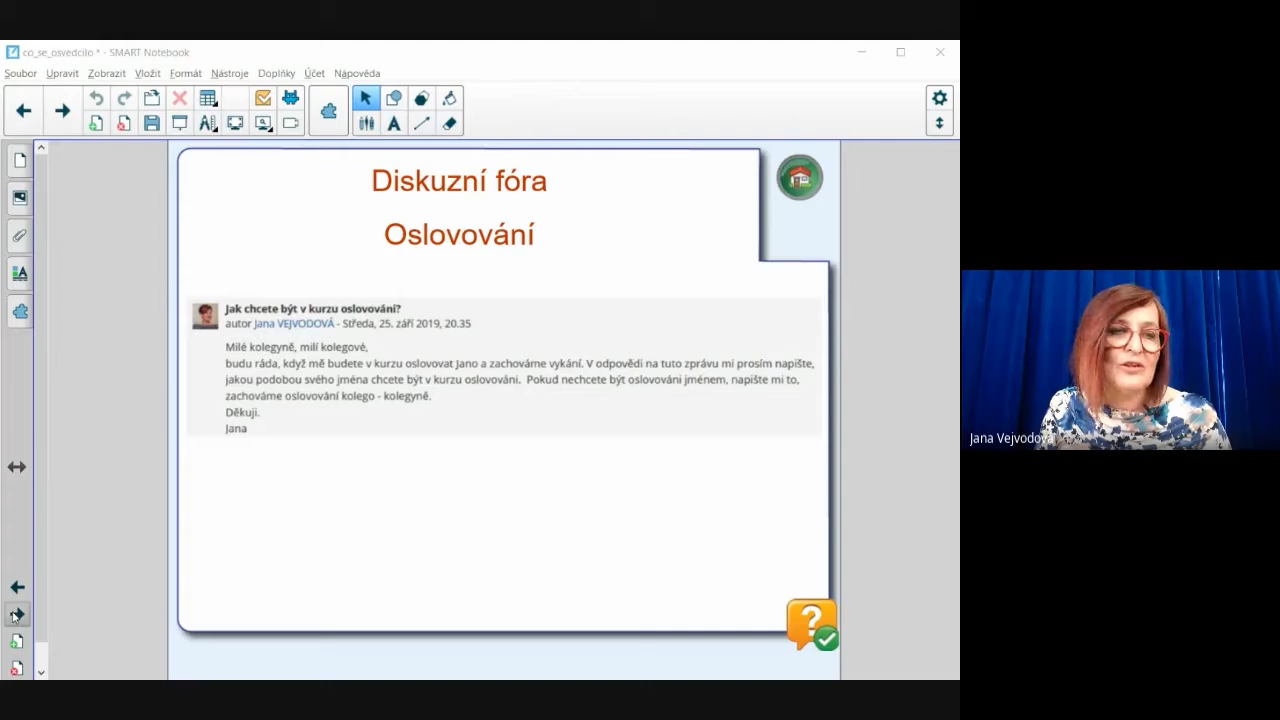 co_se_osvedcilo * - SMART Notebook
Soubor Upravit Zobrazit Vložit Formát Nástroje Doplňky Účet Nápověda
Diskuzní fóra
Oslovování
Jak chcete být v kurzu oslovováni?
autor Jana VEJVODOVÁ - Středa, 25. září 2019, 20.35
Milé kolegyně, milí kolegové,
budu ráda, když mě budete v kurzu oslovovat Jano a zachováme vykání. V odpovědi na tuto zprávu mi prosím napište,
jakou podobou svého jména chcete být v kurzu oslovováni. Pokud nechcete být oslovováni jménem, napište mi to,
zachováme oslovování kolego - kolegyně.
Děkuji.
Jana
Jana Vejvodová